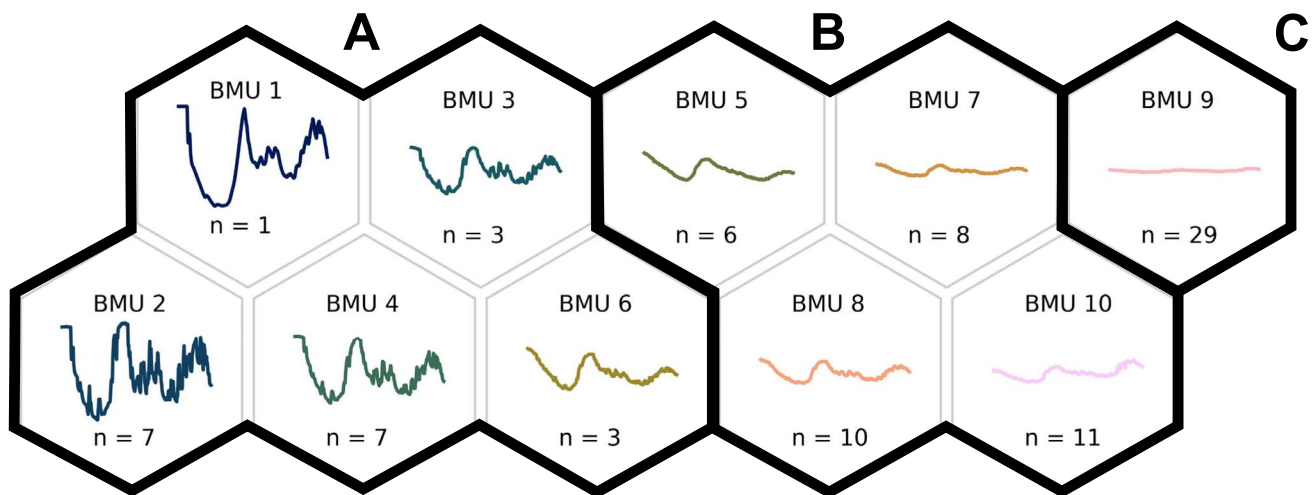 A
B
C
BMU 1
n = 1
BMU 3
n = 3
BMU 5
n = 6
BMU 7
n = 8
BMU 9
n = 29
BMU 2
n = 7
BMU 4
n = 7
BMU 6
n = 3
BMU 8
n = 10
BMU 10
n = 11